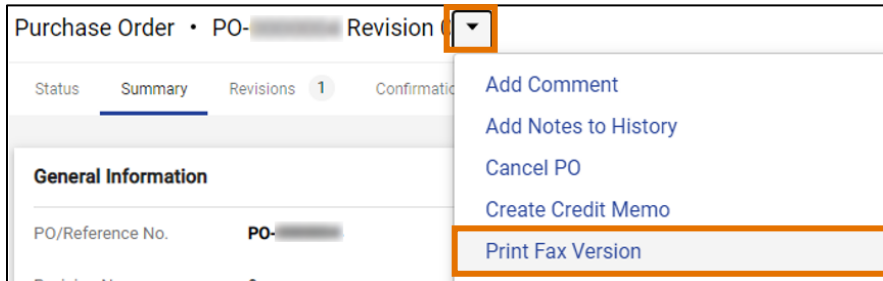 Purchase Order • PO- Revision
Status Summary Revisions 1
Add Comment
Add Notes to History
General Information
Cancel PO
Create Credit Memo
PO/Reference No. PO-
Print Fax Version